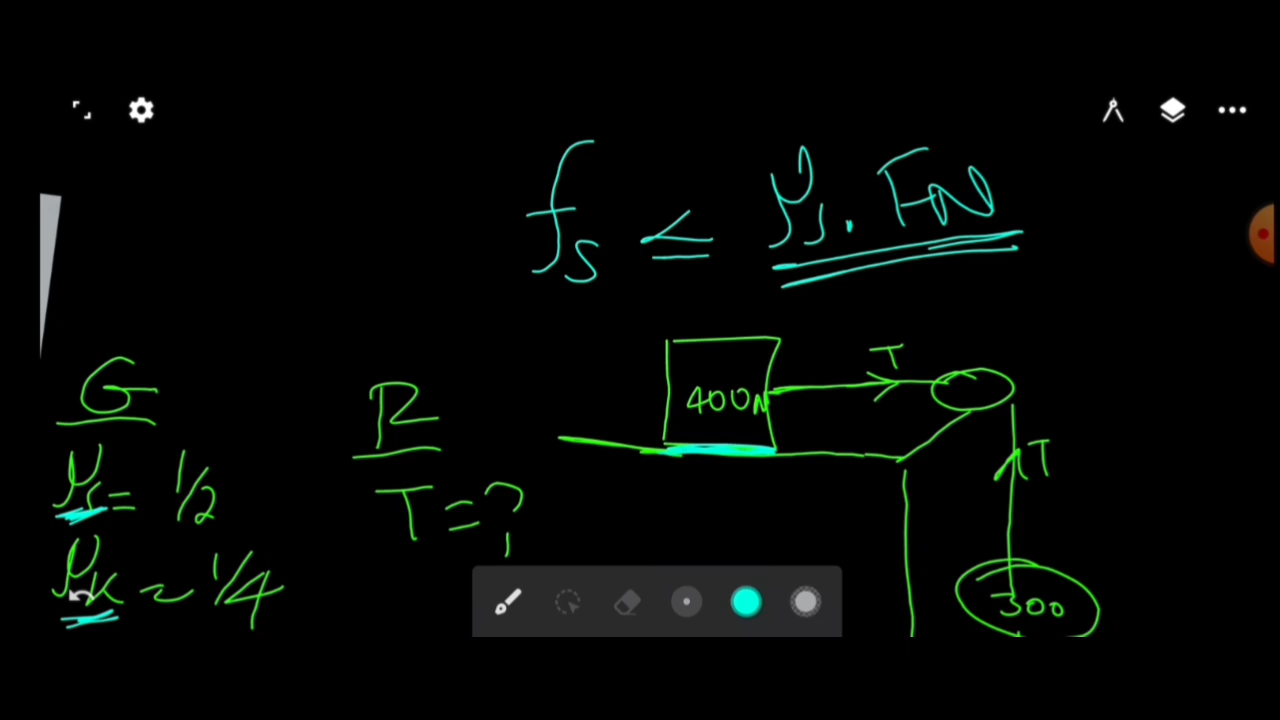 fs ≤ μs. FN
G
μs = 1/2
μk = 1/4
R
T = ?
400N
T
T
300